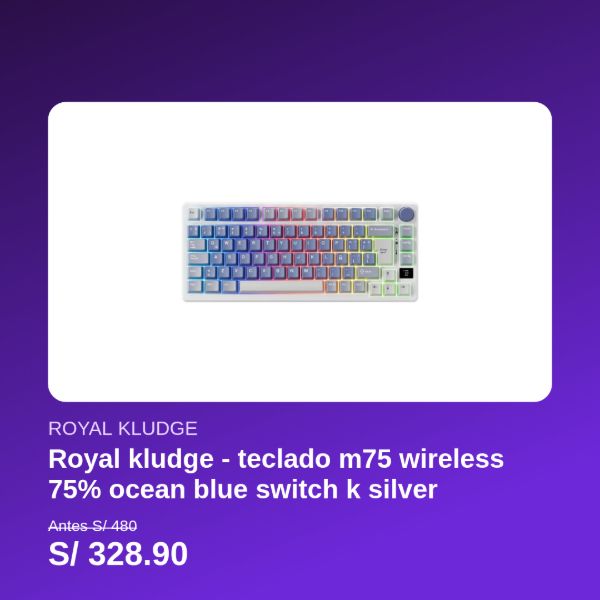 ROYAL KLUDGE
Royal kludge - teclado m75 wireless
75% ocean blue switch k silver
Antes S/ 480
S/ 328.90